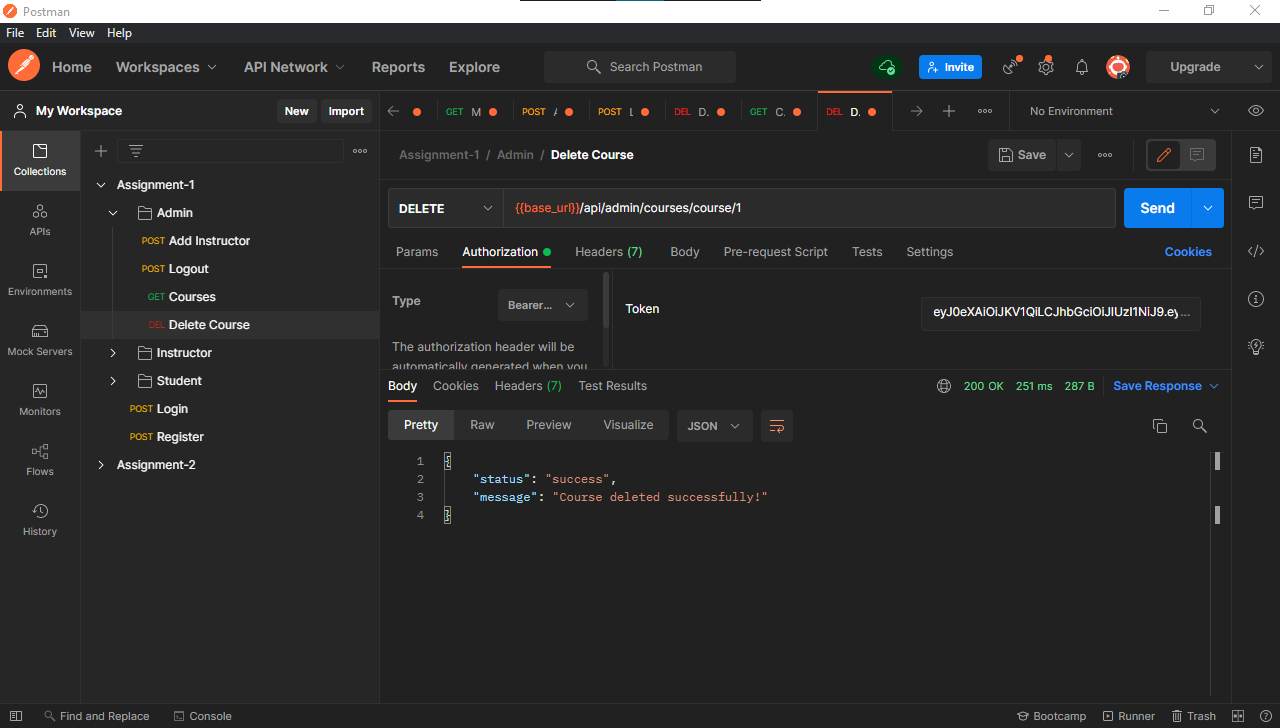 Postman
File Edit View Help
Home Workspaces API Network Reports Explore Search Postman Invite Upgrade
My Workspace New Import
GET M POST POST DEL D. GET C. DEL D. No Environment
Collections
APIs
Environments
Mock Servers
Monitors
Flows
History
Assignment-1
Admin
POST Add Instructor
POST Logout
GET Courses
DEL Delete Course
Instructor
Student
POST Login
POST Register
Assignment-2
Assignment-1 / Admin / Delete Course Save
DELETE {{base_url}}/api/admin/courses/course/1 Send
Params Authorization Headers (7) Body Pre-request Script Tests Settings Cookies
Type Bearer...
The authorization header will be
automatically generated when you
Token eyJ0eXAiOiJKV1QiLCJhbGciOiJIUzI1NiJ9.ey...
Body Cookies Headers (7) Test Results 200 OK 251 ms 287 B Save Response
Pretty Raw Preview Visualize JSON
1 {
2 "status": "success",
3 "message": "Course deleted successfully!"
4 }
Find and Replace Console Bootcamp Runner Trash